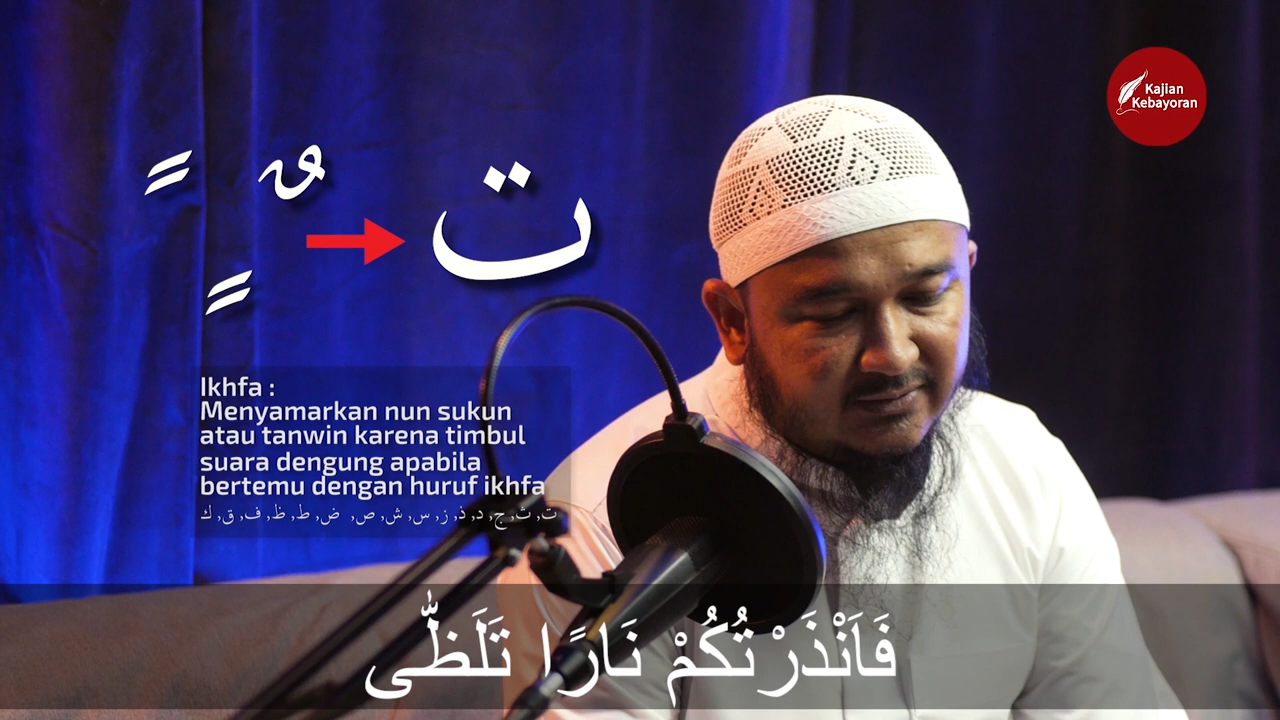 Kajian
Kebayoran
ً ٌ ٍ ت
Ikhfa :
Menyamarkan nun sukun
atau tanwin karena timbul
suara dengung apabila
bertemu dengan huruf ikhfa
ت, ث, ج, د, ذ, ز, س, ش, ص, ض, ط, ظ, ف, ق, ك
فَاَنْذَرْتُكُمْ نَارًا تَلَظّٰى